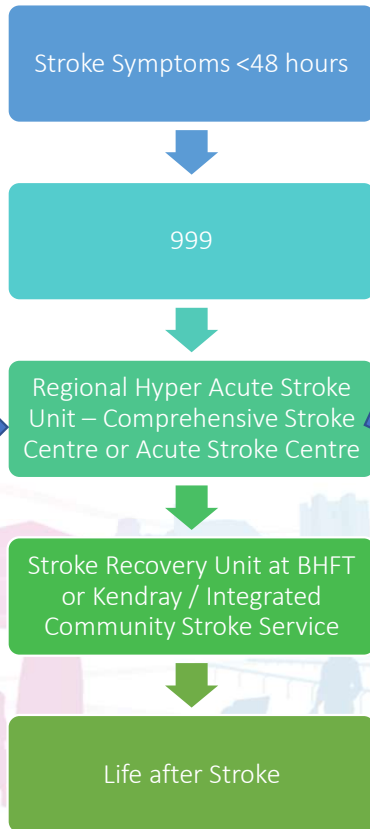 Stroke Symptoms <48 hours
999
Regional Hyper Acute Stroke
Unit – Comprehensive Stroke
Centre or Acute Stroke Centre
Stroke Recovery Unit at BHFT
or Kendray / Integrated
Community Stroke Service
Life after Stroke